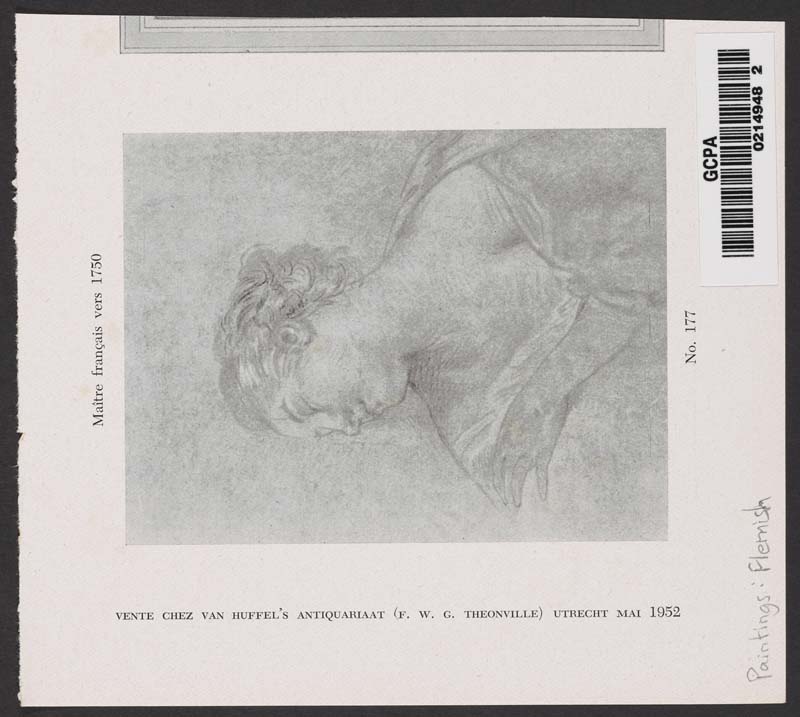 GCPA
0214948 2
Maître français vers 1750
No. 177
VENTE CHEZ VAN HUFFEL'S ANTIQUARIAAT (F. W. G. THEONVILLE) UTRECHT MAI 1952
Paintings: Flemish